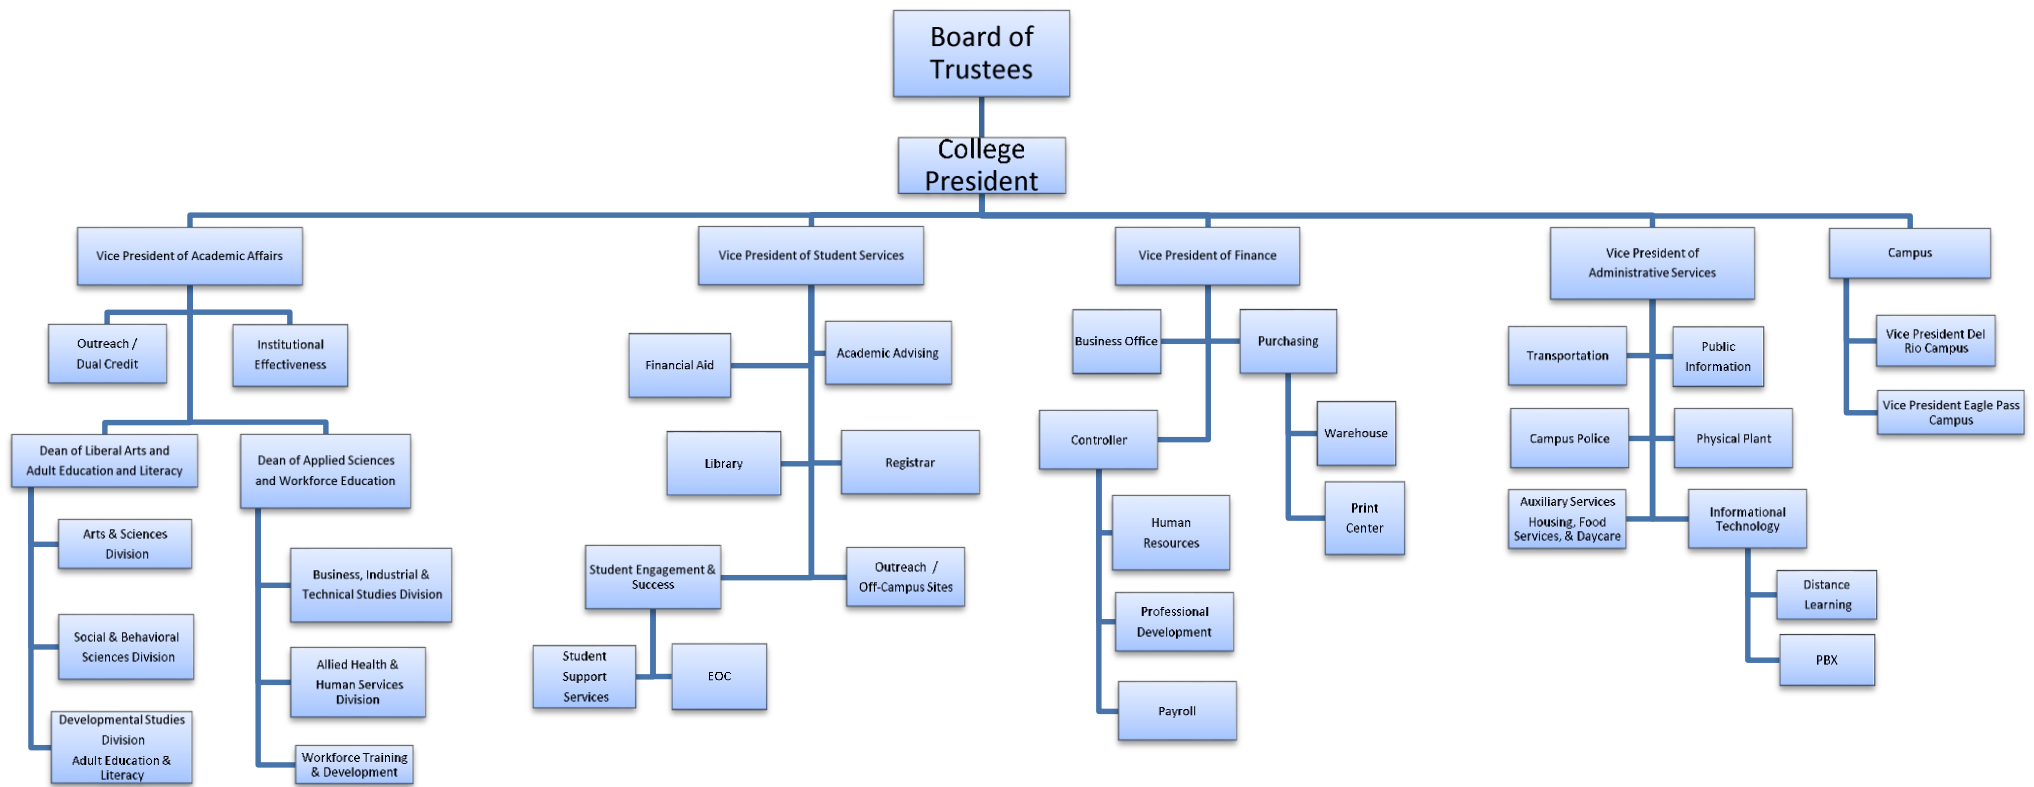 Board of
Trustees
College
President
Vice President of Academic Affairs
Vice President of Student Services
Vice President of Finance
Vice President of
Administrative Services
Campus
Outreach /
Dual Credit
Institutional
Effectiveness
Dean of Liberal Arts and
Adult Education and Literacy
Dean of Applied Sciences
and Workforce Education
Arts & Sciences
Division
Social & Behavioral
Sciences Division
Developmental Studies
Division
Adult Education &
Literacy
Business, Industrial &
Technical Studies Division
Allied Health &
Human Services
Division
Workforce Training
& Development
Financial Aid
Academic Advising
Library
Registrar
Student Engagement &
Success
Outreach /
Off-Campus Sites
Student
Support
Services
EOC
Business Office
Purchasing
Controller
Warehouse
Print
Center
Human
Resources
Professional
Development
Payroll
Transportation
Public
Information
Campus Police
Physical Plant
Auxiliary Services
Housing, Food
Services, & Daycare
Informational
Technology
Distance
Learning
PBX
Vice President Del
Rio Campus
Vice President Eagle Pass
Campus